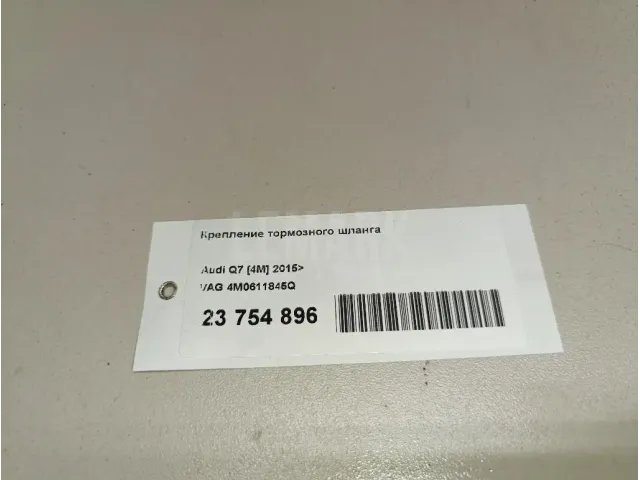 Крепление тормозного шланга
Audi Q7 [4M] 2015>
VAG 4M0611845Q
23 754 896